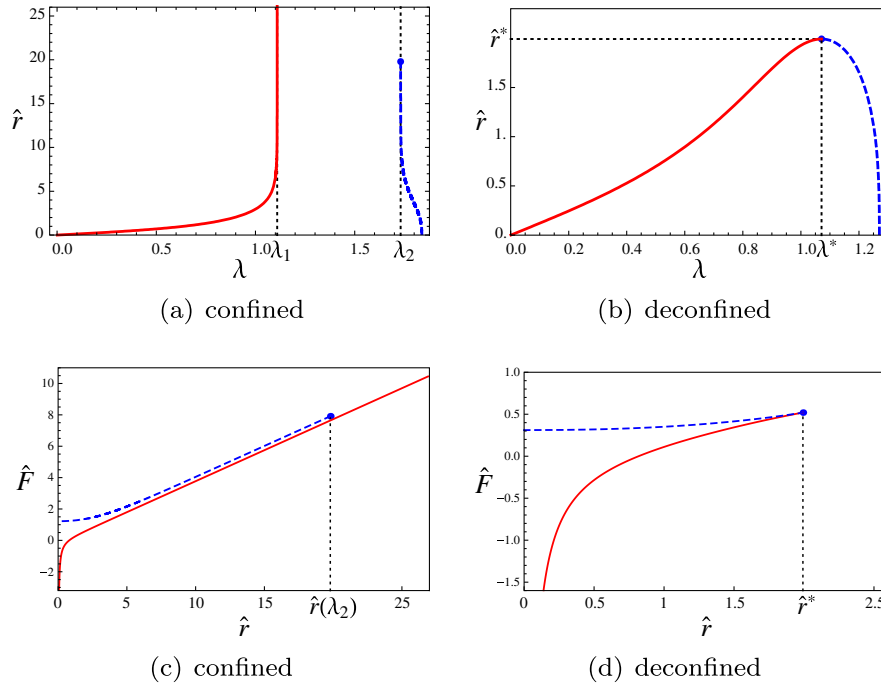 25
20
15
10
5
0
r̂
0.0
0.5
1.0
λ₁
1.5
λ₂
λ
(a) confined
r̂*
1.5
1.
0.5
0.
r̂
0.0
0.2
0.4
0.6
0.8
1.0
λ*
1.2
λ
(b) deconfined
10
8
6
4
2
0
−2
F̂
0
5
10
15
r̂(λ₂)
25
r̂
(c) confined
1.0
0.5
0.0
−0.5
−1.0
−1.5
F̂
0
0.5
1
1.5
r̂*
2.5
r̂
(d) deconfined